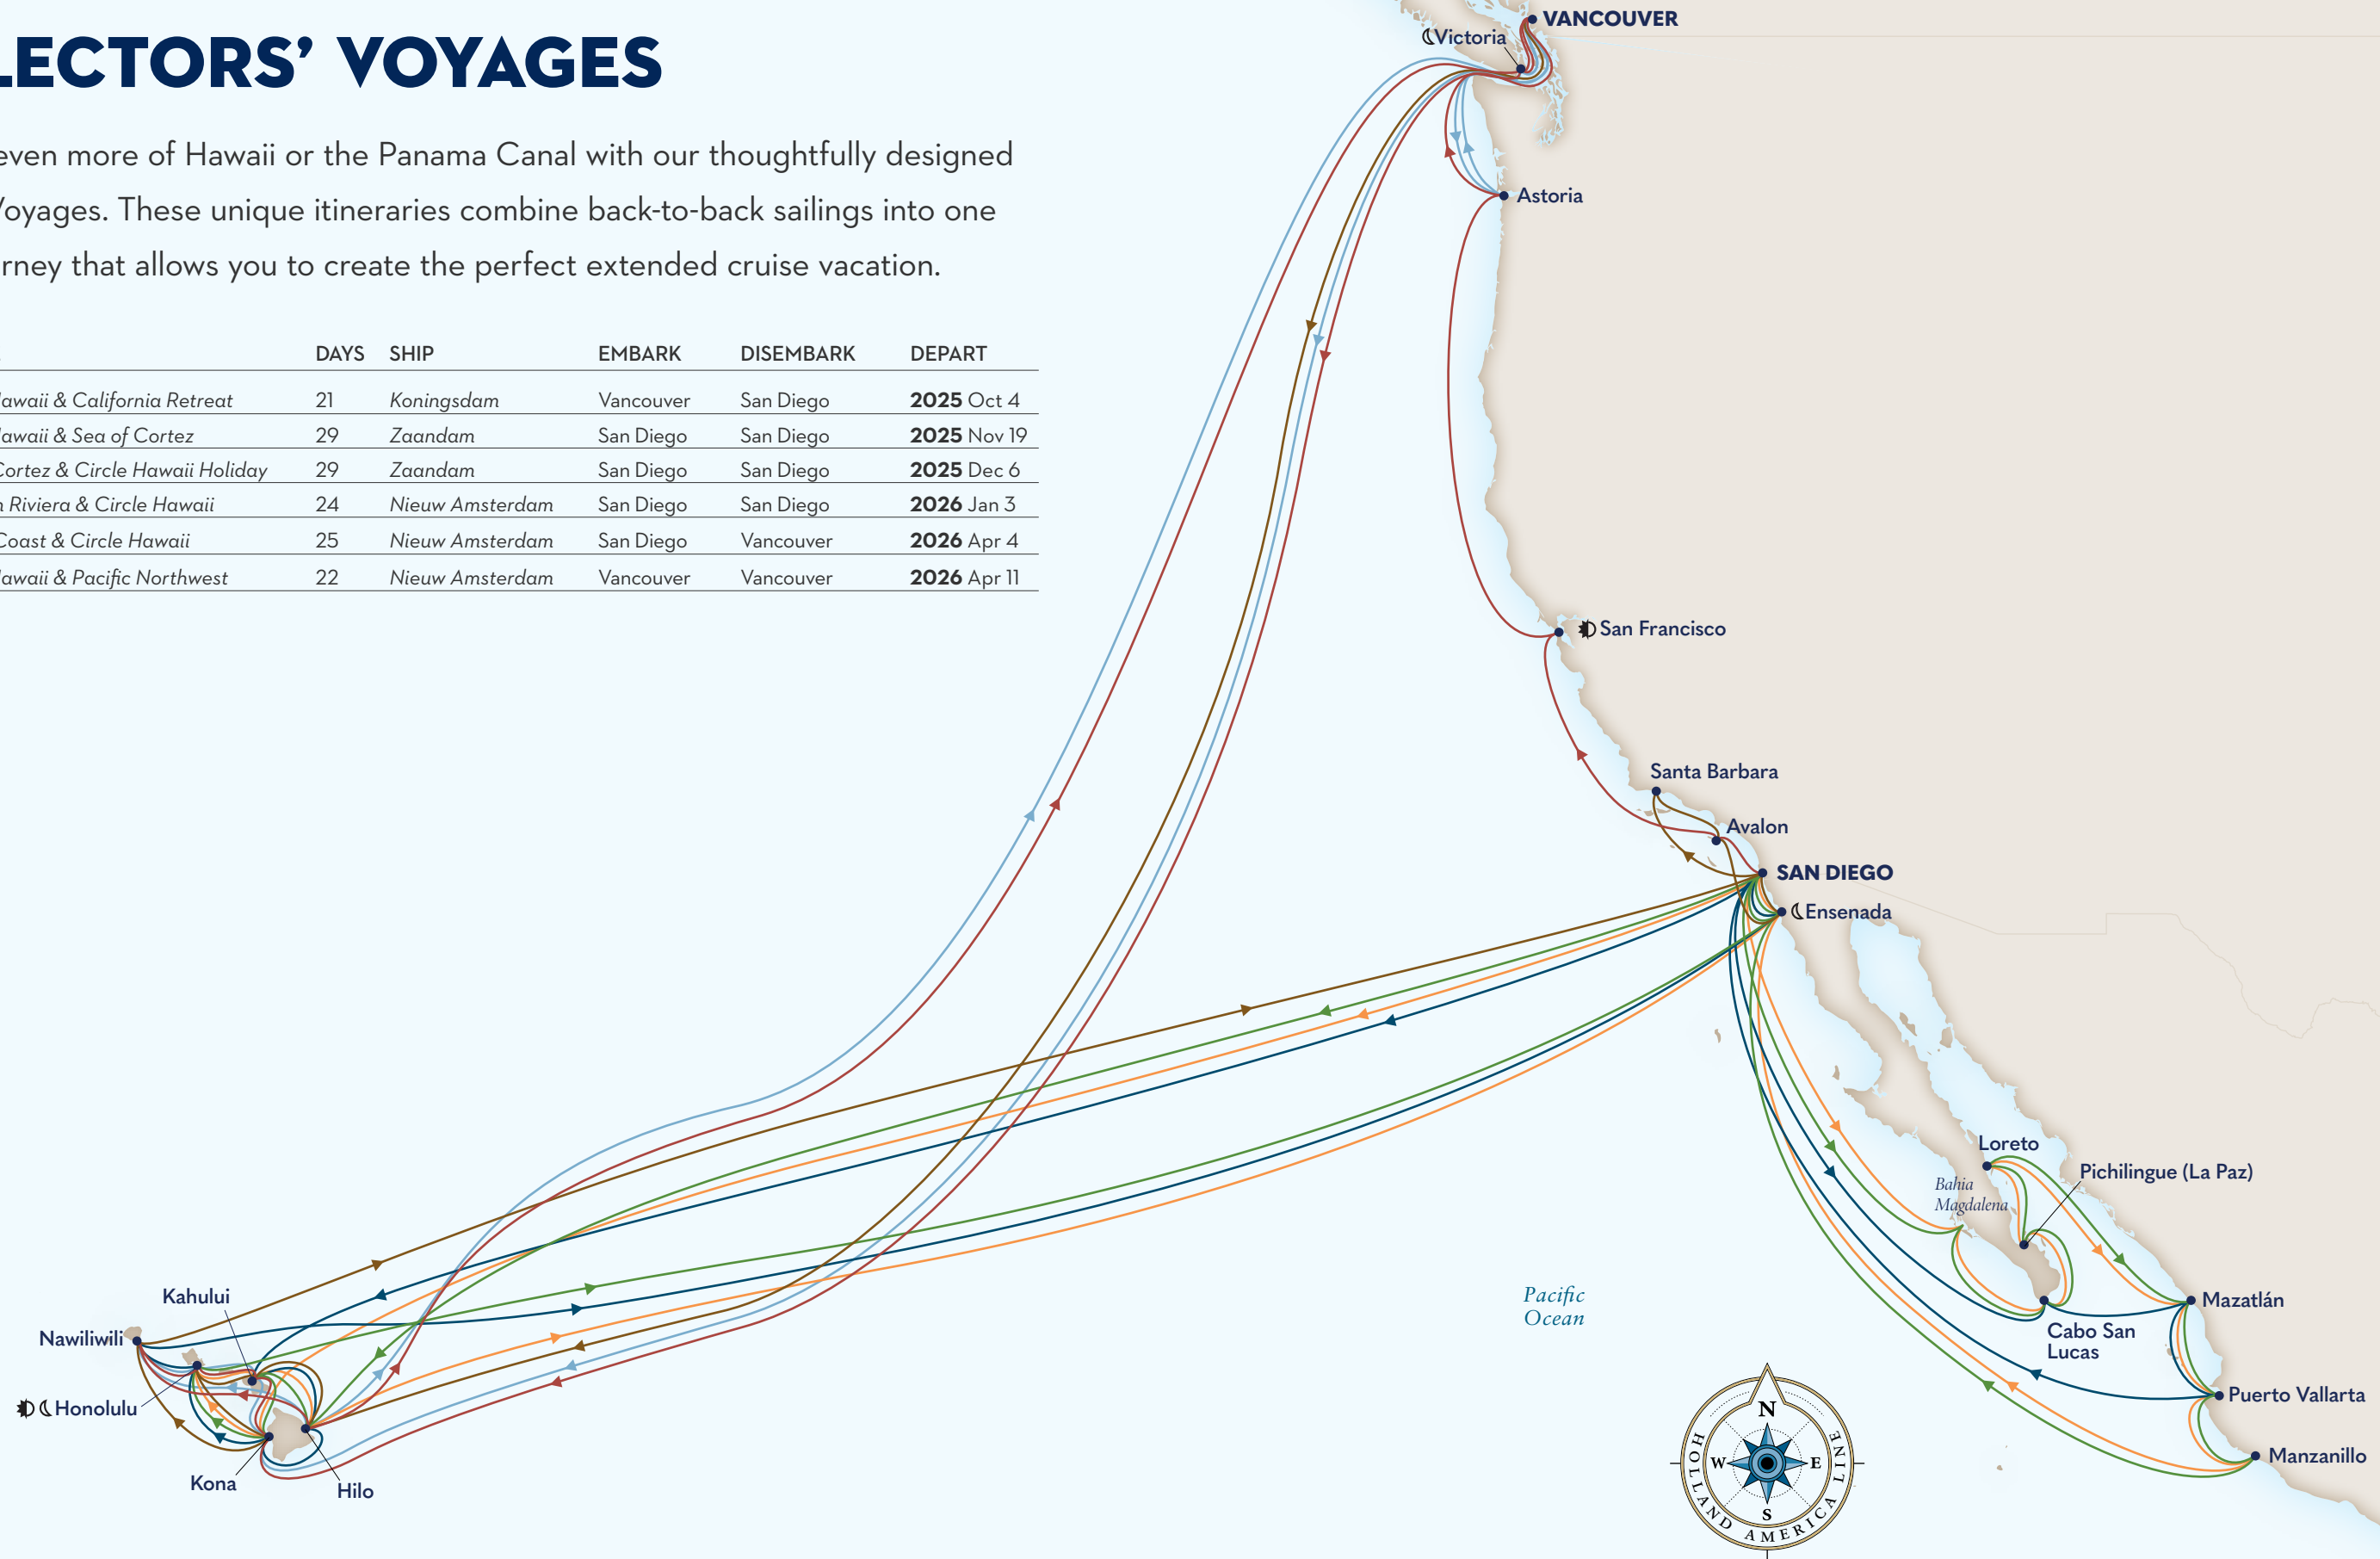 LECTORS’ VOYAGES
even more of Hawaii or the Panama Canal with our thoughtfully designed
Voyages. These unique itineraries combine back-to-back sailings into one
rney that allows you to create the perfect extended cruise vacation.
DAYS SHIP EMBARK DISEMBARK DEPART
awaii & California Retreat 21 Koningsdam Vancouver San Diego 2025 Oct 4
awaii & Sea of Cortez 29 Zaandam San Diego San Diego 2025 Nov 19
Cortez & Circle Hawaii Holiday 29 Zaandam San Diego San Diego 2025 Dec 6
n Riviera & Circle Hawaii 24 Nieuw Amsterdam San Diego San Diego 2026 Jan 3
Coast & Circle Hawaii 25 Nieuw Amsterdam San Diego Vancouver 2026 Apr 4
awaii & Pacific Northwest 22 Nieuw Amsterdam Vancouver Vancouver 2026 Apr 11
VANCOUVER
Victoria
Astoria
San Francisco
Santa Barbara
Avalon
SAN DIEGO
Ensenada
Loreto
Pichilingue (La Paz)
Bahia
Magdalena
Mazatlán
Cabo San
Lucas
Puerto Vallarta
Manzanillo
Pacific
Ocean
Kahului
Nawiliwili
Honolulu
Kona
Hilo
N
W
E
S
HOLLAND AMERICA LINE